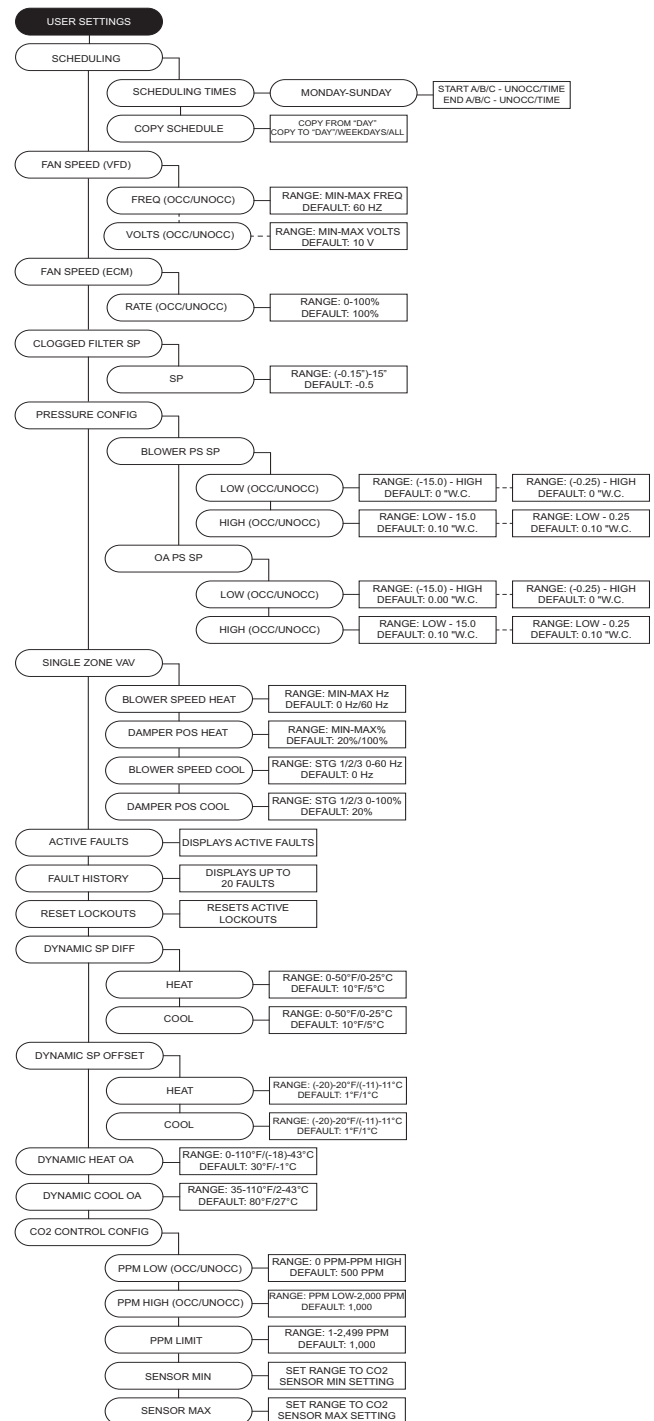 USER SETTINGS
SCHEDULING
SCHEDULING TIMES
MONDAY-SUNDAY
START A/B/C - UNOCC/TIME
END A/B/C - UNOCC/TIME
COPY SCHEDULE
COPY FROM “DAY”
COPY TO “DAY”/WEEKDAYS/ALL
FAN SPEED (VFD)
FREQ (OCC/UNOCC)
RANGE: MIN-MAX FREQ
DEFAULT: 60 HZ
VOLTS (OCC/UNOCC)
RANGE: MIN-MAX VOLTS
DEFAULT: 10 V
FAN SPEED (ECM)
RATE (OCC/UNOCC)
RANGE: 0-100%
DEFAULT: 100%
CLOGGED FILTER SP
SP
RANGE: (-0.15”)-15”
DEFAULT: -0.5
PRESSURE CONFIG
BLOWER PS SP
LOW (OCC/UNOCC)
RANGE: (-15.0) - HIGH
DEFAULT: 0 "W.C.
RANGE: (-0.25) - HIGH
DEFAULT: 0 "W.C.
HIGH (OCC/UNOCC)
RANGE: LOW - 15.0
DEFAULT: 0.10 "W.C.
RANGE: LOW - 0.25
DEFAULT: 0.10 "W.C.
OA PS SP
LOW (OCC/UNOCC)
RANGE: (-15.0) - HIGH
DEFAULT: 0.00 "W.C.
RANGE: (-0.25) - HIGH
DEFAULT: 0 "W.C.
HIGH (OCC/UNOCC)
RANGE: LOW - 15.0
DEFAULT: 0.10 "W.C.
RANGE: LOW - 0.25
DEFAULT: 0.10 "W.C.
SINGLE ZONE VAV
BLOWER SPEED HEAT
RANGE: MIN-MAX Hz
DEFAULT: 0 Hz/60 Hz
DAMPER POS HEAT
RANGE: MIN-MAX%
DEFAULT: 20%/100%
BLOWER SPEED COOL
RANGE: STG 1/2/3 0-60 Hz
DEFAULT: 0 Hz
DAMPER POS COOL
RANGE: STG 1/2/3 0-100%
DEFAULT: 20%
ACTIVE FAULTS
DISPLAYS ACTIVE FAULTS
FAULT HISTORY
DISPLAYS UP TO
20 FAULTS
RESET LOCKOUTS
RESETS ACTIVE
LOCKOUTS
DYNAMIC SP DIFF
HEAT
RANGE: 0-50°F/0-25°C
DEFAULT: 10°F/5°C
COOL
RANGE: 0-50°F/0-25°C
DEFAULT: 10°F/5°C
DYNAMIC SP OFFSET
HEAT
RANGE: (-20)-20°F/(-11)-11°C
DEFAULT: 1°F/1°C
COOL
RANGE: (-20)-20°F/(-11)-11°C
DEFAULT: 1°F/1°C
DYNAMIC HEAT OA
RANGE: 0-110°F/(-18)-43°C
DEFAULT: 30°F/-1°C
DYNAMIC COOL OA
RANGE: 35-110°F/2-43°C
DEFAULT: 80°F/27°C
CO2 CONTROL CONFIG
PPM LOW (OCC/UNOCC)
RANGE: 0 PPM-PPM HIGH
DEFAULT: 500 PPM
PPM HIGH (OCC/UNOCC)
RANGE: PPM LOW-2,000 PPM
DEFAULT: 1,000
PPM LIMIT
RANGE: 1-2,499 PPM
DEFAULT: 1,000
SENSOR MIN
SET RANGE TO CO2
SENSOR MIN SETTING
SENSOR MAX
SET RANGE TO CO2
SENSOR MAX SETTING